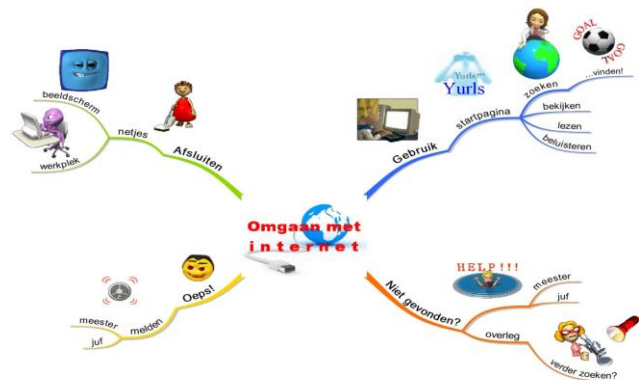 Omgaan met
internet
Gebruik
startpagina
Yurls.net
Yurls
zoeken
...vinden!
GOAL
GOAL
bekijken
lezen
beluisteren
Niet gevonden?
HELP!!!
meester
juf
overleg
verder zoeken?
Oeps!
melden
meester
juf
Afsluiten
netjes
beeldscherm
werkplek